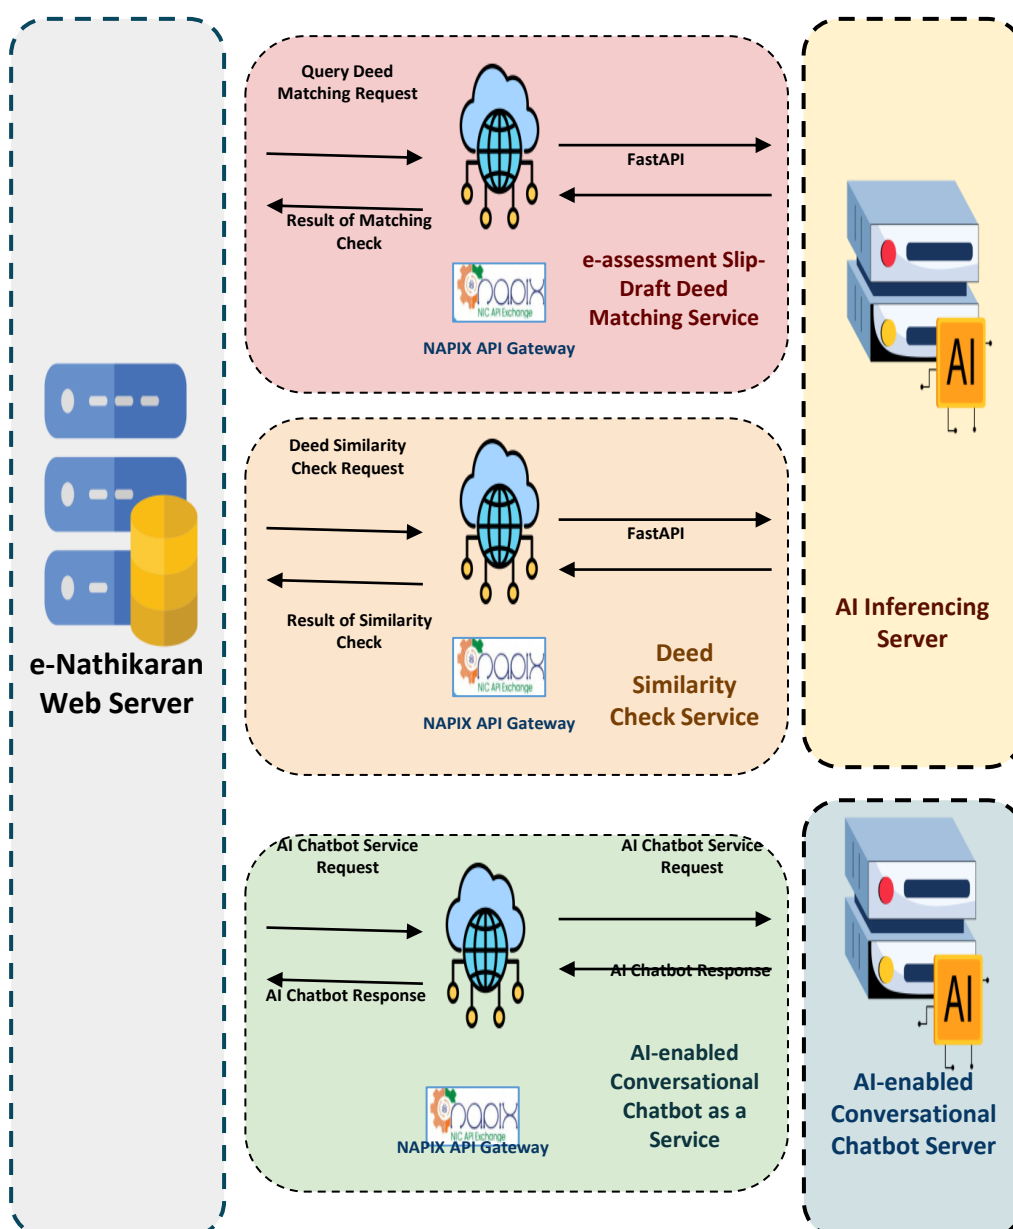 Query Deed
Matching Request
FastAPI
Result of Matching
Check
e-assessment Slip-
Draft Deed
Matching Service
napix
NIC API Exchange
NAPIX API Gateway
AI
e-Nathikaran
Web Server
Deed Similarity
Check Request
FastAPI
Result of Similarity
Check
Deed
Similarity
Check Service
napix
NIC API Exchange
NAPIX API Gateway
AI Inferencing
Server
AI Chatbot Service
Request
AI Chatbot Service
Request
AI Chatbot Response
AI Chatbot Response
AI
AI-enabled
Conversational
Chatbot as a
Service
napix
NIC API Exchange
NAPIX API Gateway
AI-enabled
Conversational
Chatbot Server